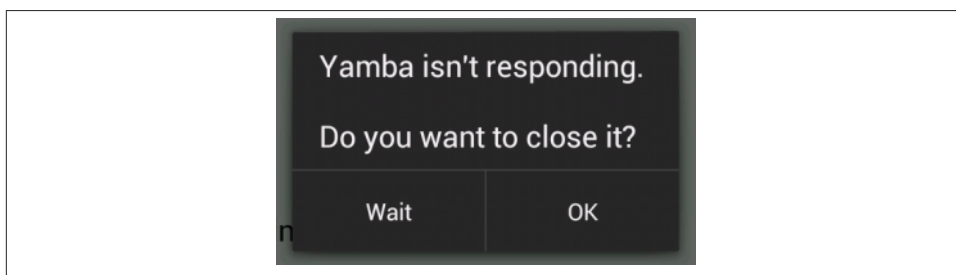 Yamba isn't responding.
Do you want to close it?
Wait
OK
n